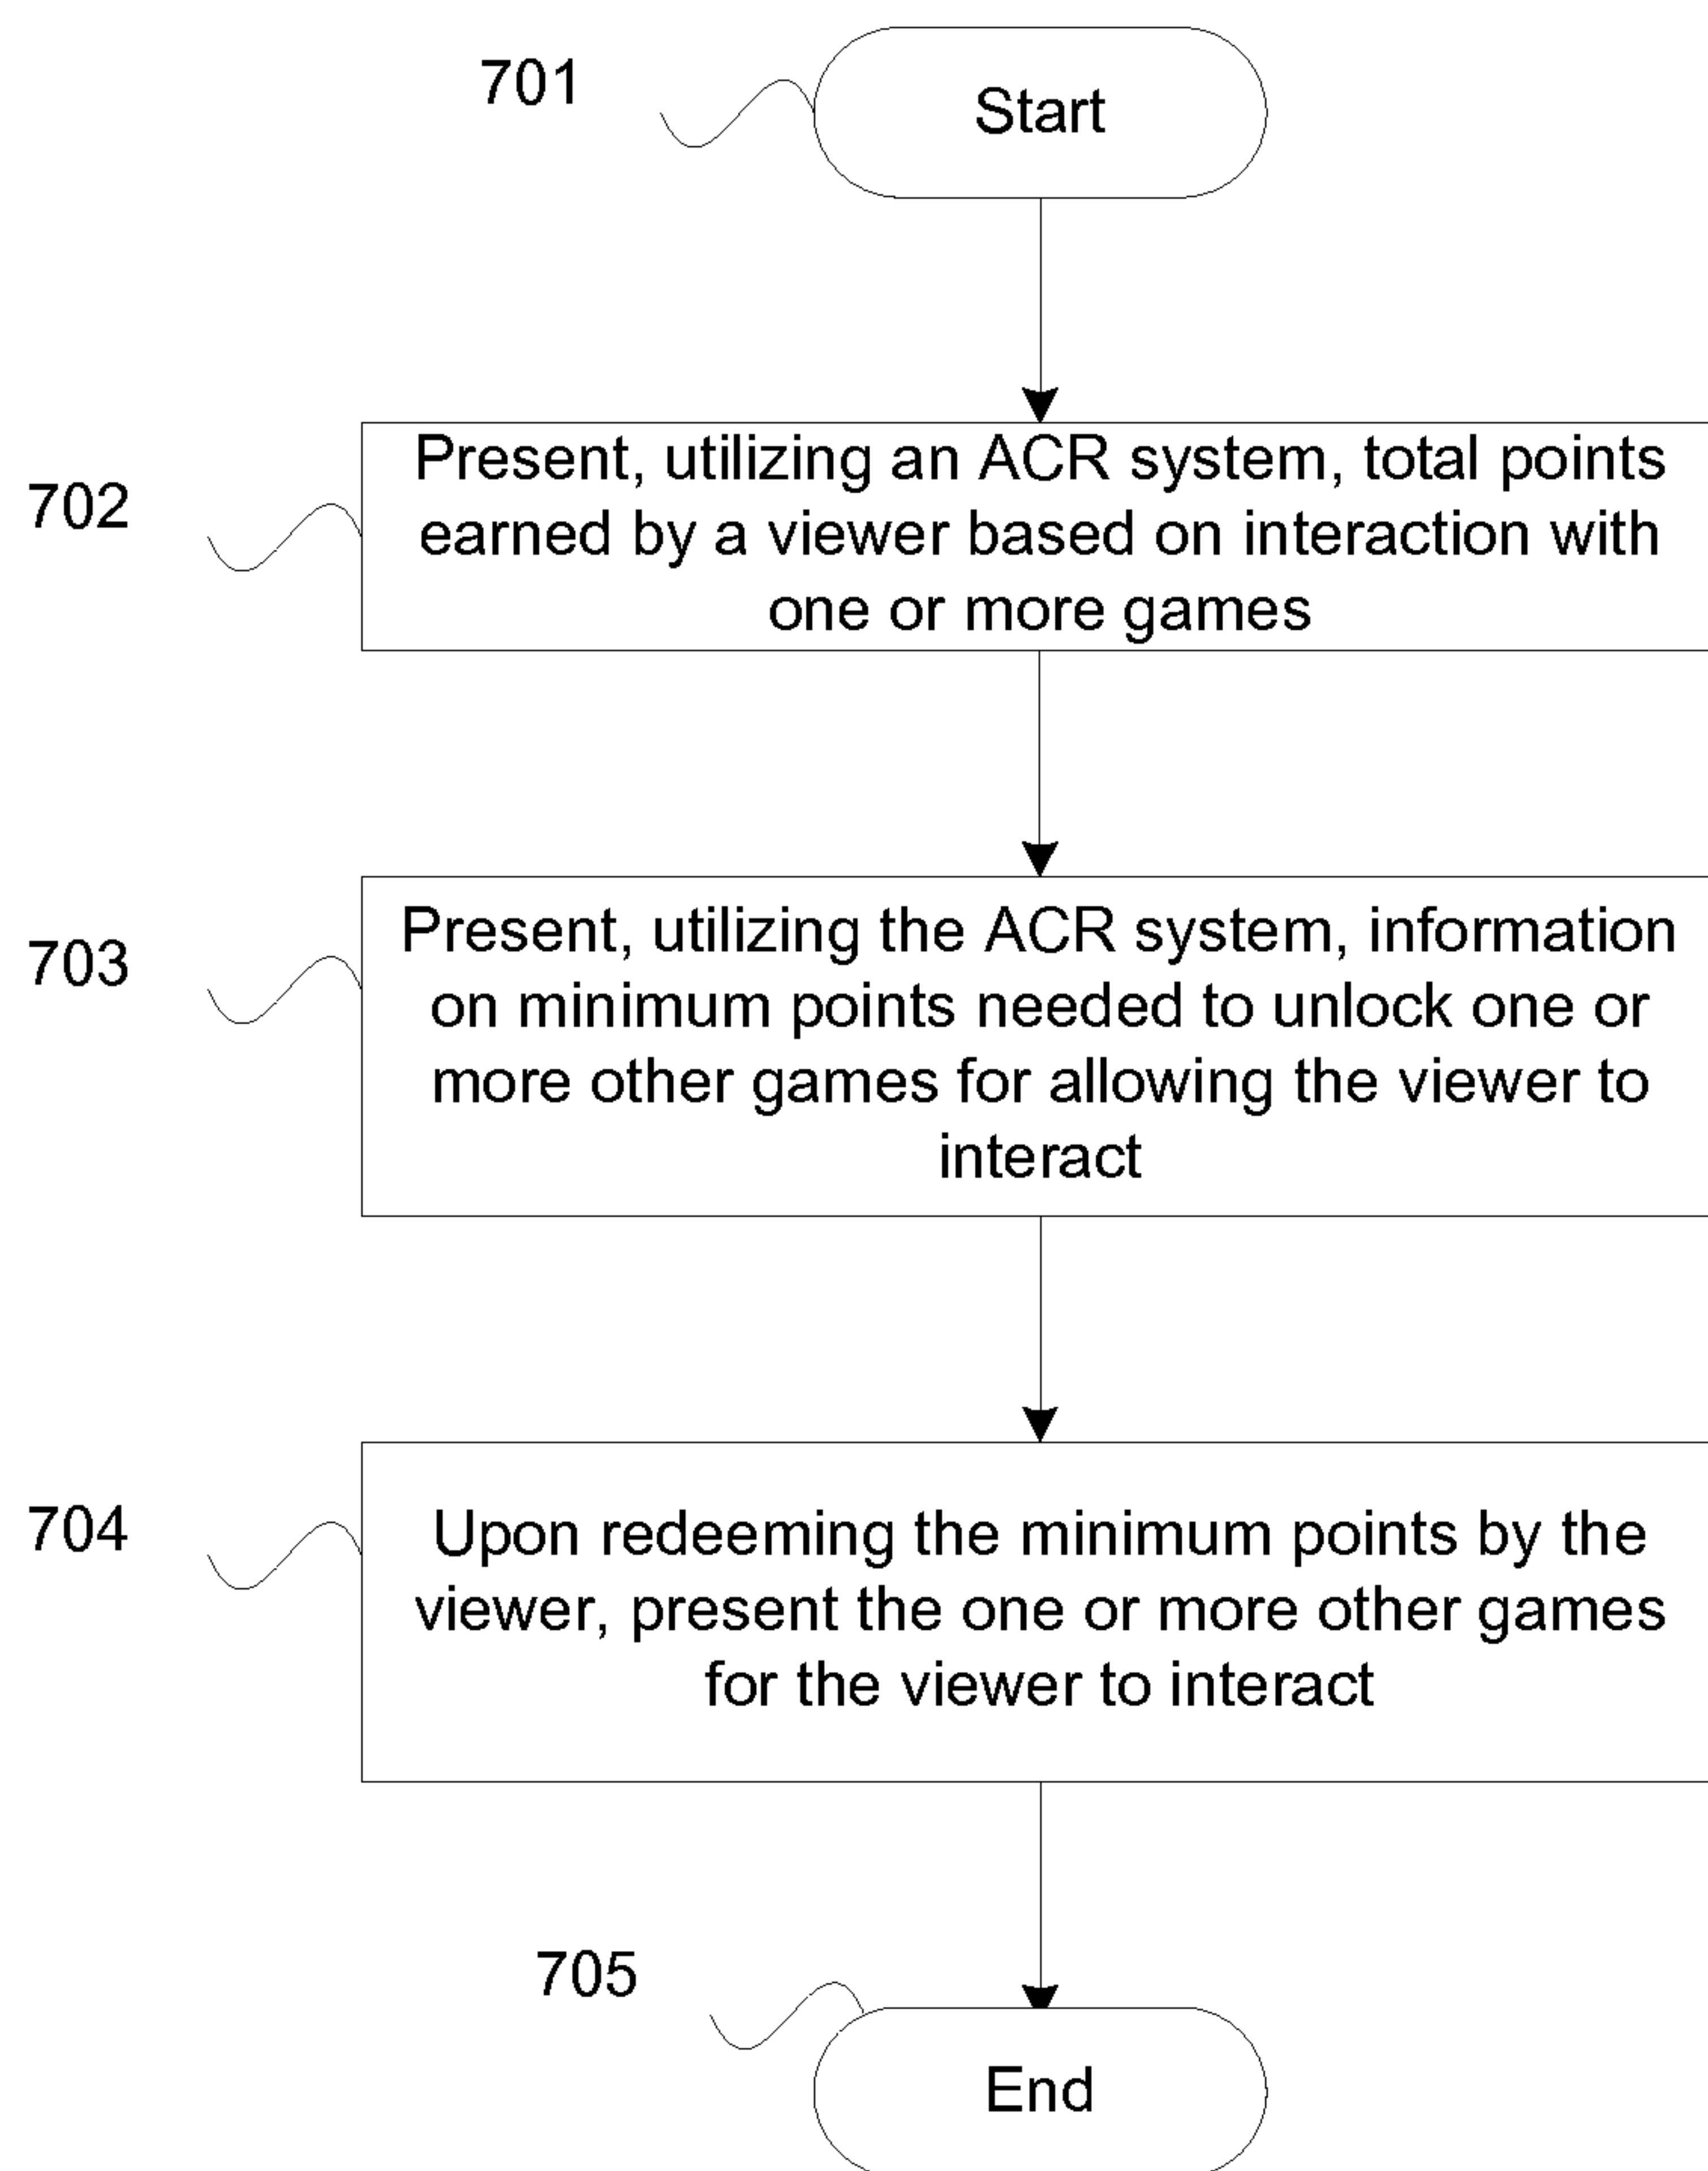 701
Start
702
Present, utilizing an ACR system, total points
earned by a viewer based on interaction with
one or more games
703
Present, utilizing the ACR system, information
on minimum points needed to unlock one or
more other games for allowing the viewer to
interact
704
Upon redeeming the minimum points by the
viewer, present the one or more other games
for the viewer to interact
705
End